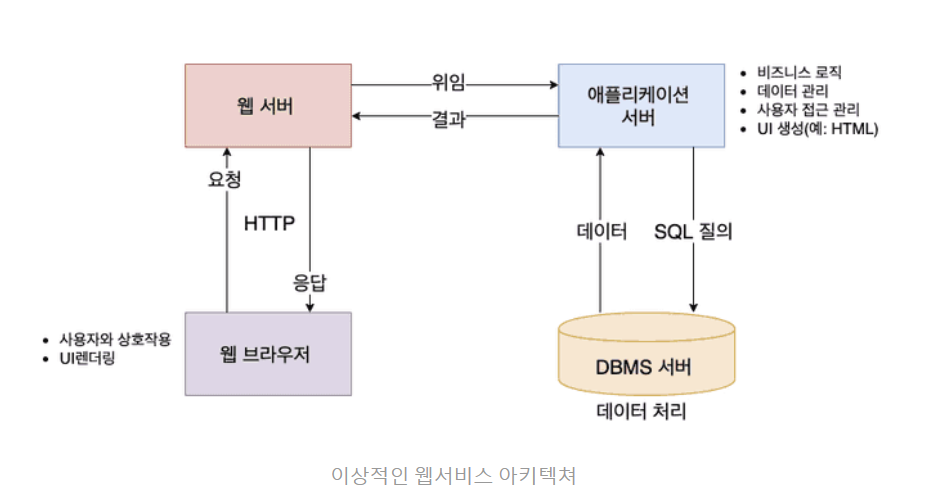 웹 서버
위임
결과
애플리케이션
서버
• 비즈니스 로직
• 데이터 관리
• 사용자 접근 관리
• UI 생성(예: HTML)
요청
HTTP
응답
데이터
SQL 질의
• 사용자와 상호작용
• UI렌더링
웹 브라우저
DBMS 서버
데이터 처리
이상적인 웹서비스 아키텍쳐